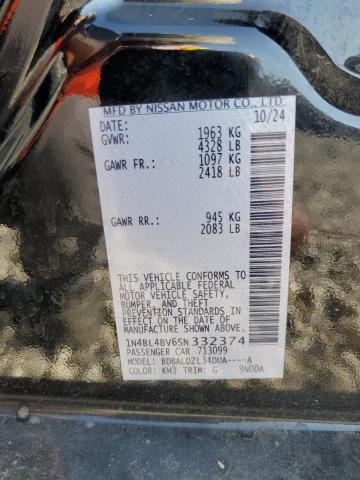 MFD BY NISSAN MOTOR CO., LTD.
DATE: 10/24
GVWR: 1963 KG
4328 LB
GAWR FR.: 1097 KG
2418 LB
GAWR RR.: 945 KG
2083 LB
THIS VEHICLE CONFORMS TO
ALL APPLICABLE FEDERAL
MOTOR VEHICLE SAFETY,
BUMPER, AND THEFT
PREVENTION STANDARDS IN
EFFECT ON THE DATE OF
MANUFACTURE SHOWN ABOVE.
1N4BL4BV6SN332374
PASSENGER CAR 713099
MODEL: BDBALDZL34DUA----A
COLOR: KH3 TRIM: G 9N00A